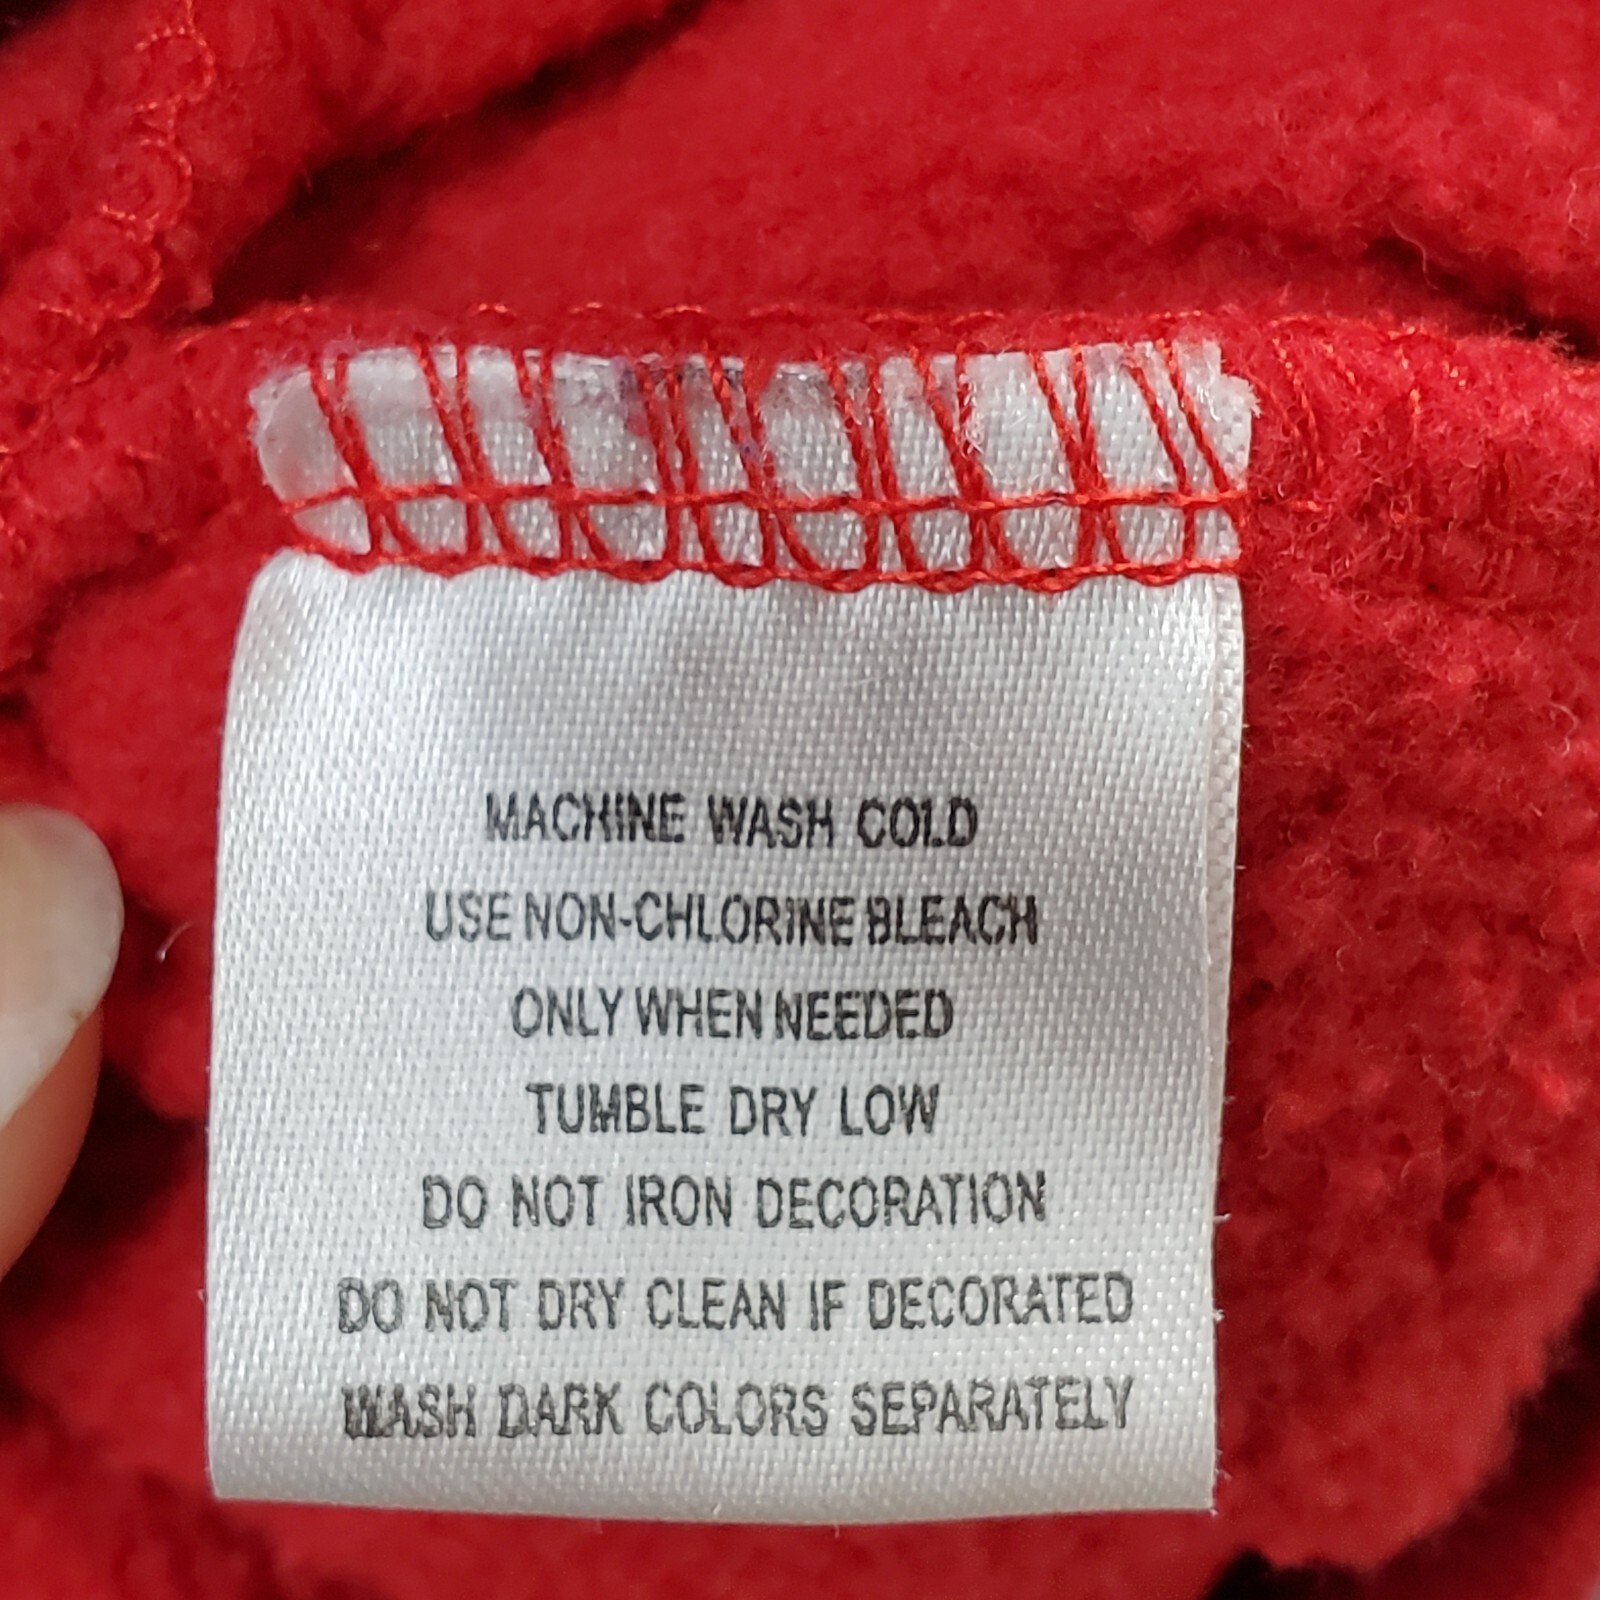 MACHINE WASH COLD
USE NON-CHLORINE BLEACH
ONLY WHEN NEEDED
TUMBLE DRY LOW
DO NOT IRON DECORATION
DO NOT DRY CLEAN IF DECORATED
WASH DARK COLORS SEPARATELY